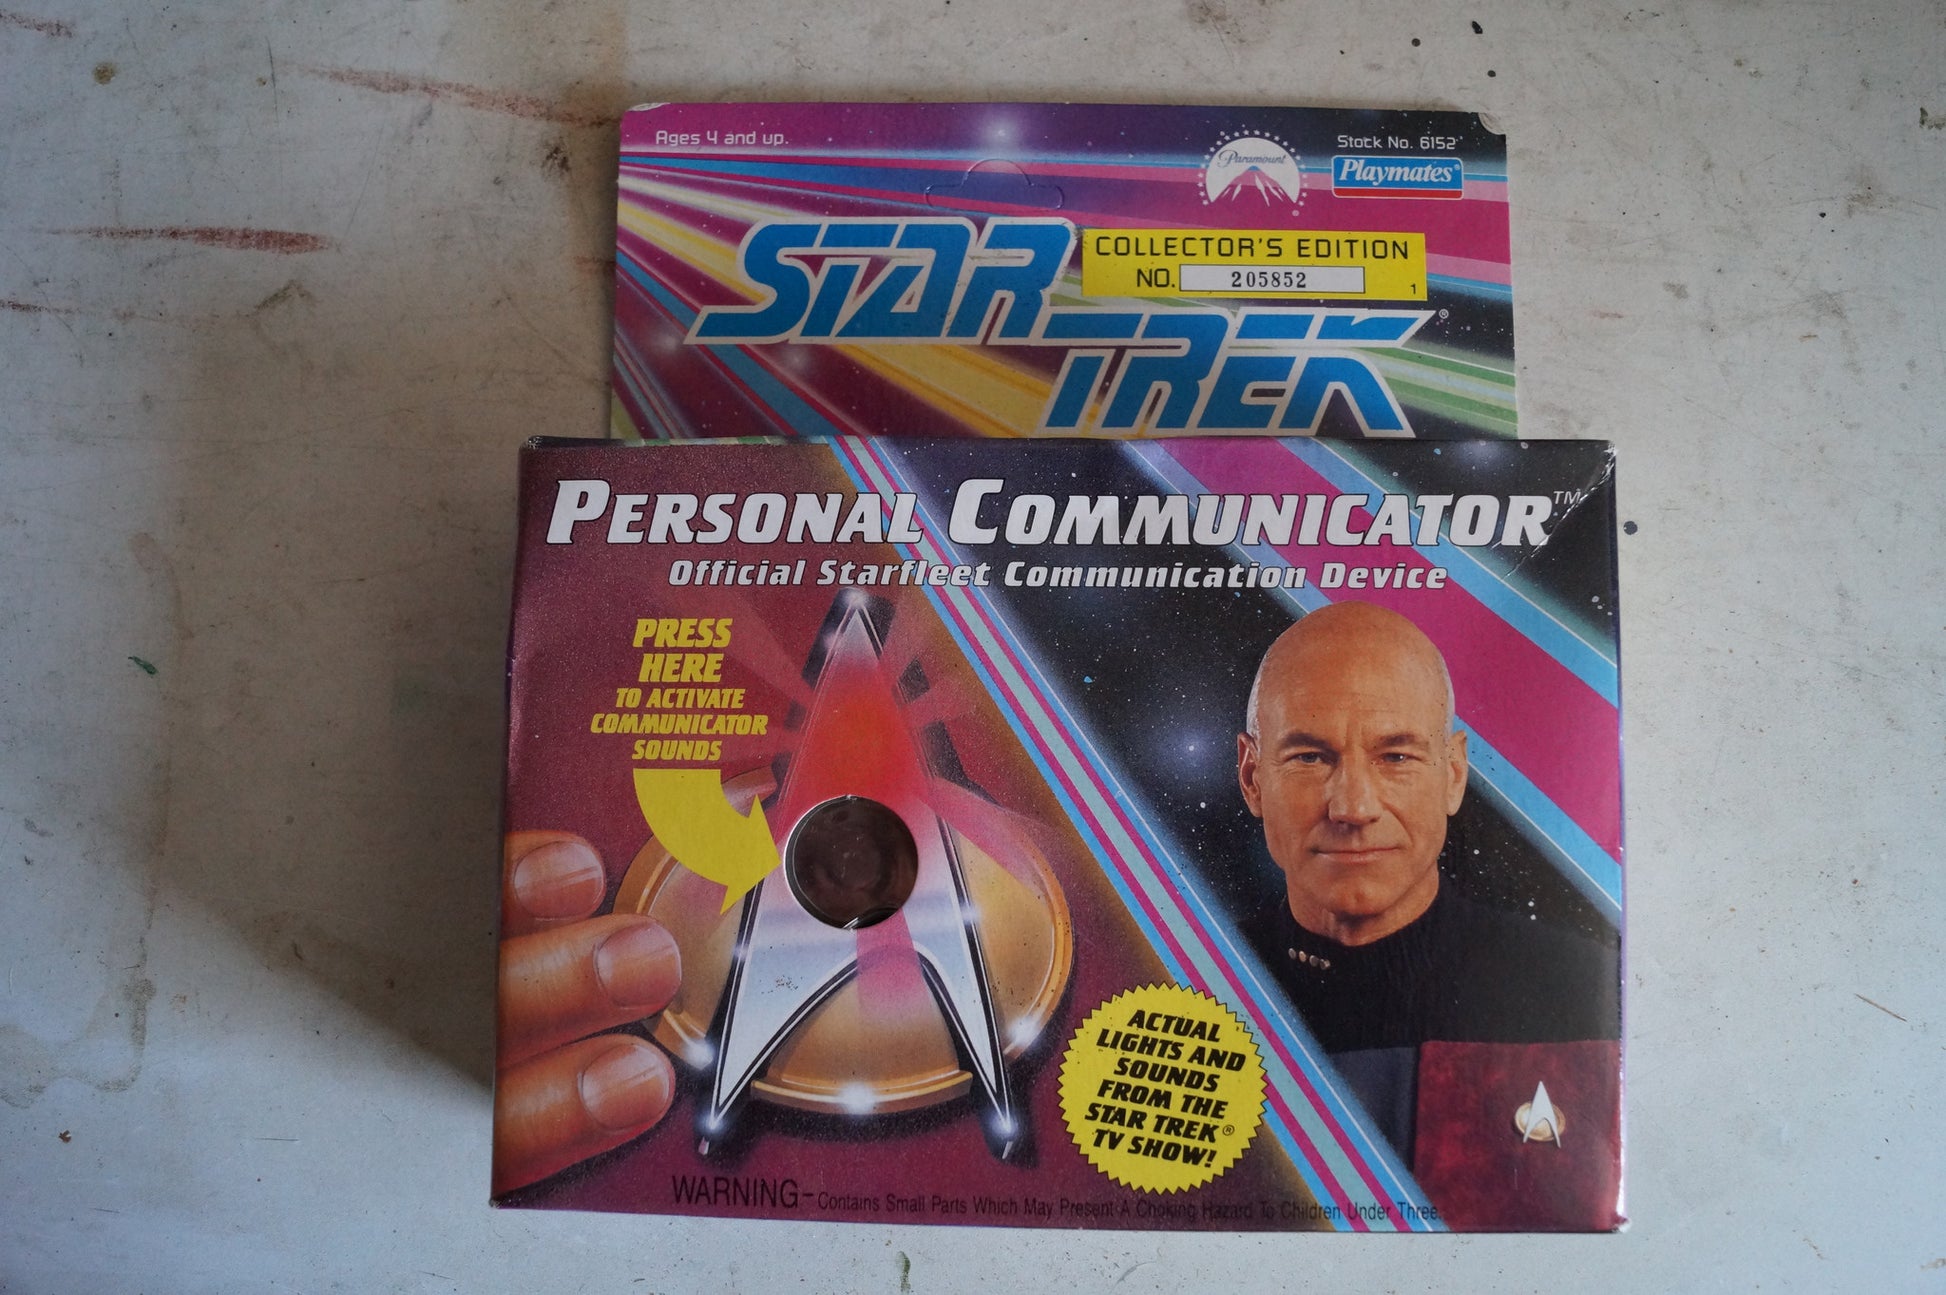 Ages 4 and up.
Paramount
Stock No. 6152
Playmates®
STAR TREK®
COLLECTOR'S EDITION
NO. 205852
1
PERSONAL COMMUNICATOR™
Official Starfleet Communication Device
PRESS
HERE
TO ACTIVATE
COMMUNICATOR
SOUNDS
ACTUAL
LIGHTS AND
SOUNDS
FROM THE
STAR TREK®
TV SHOW!
WARNING- Contains Small Parts Which May Present A Choking Hazard To Children Under Three.